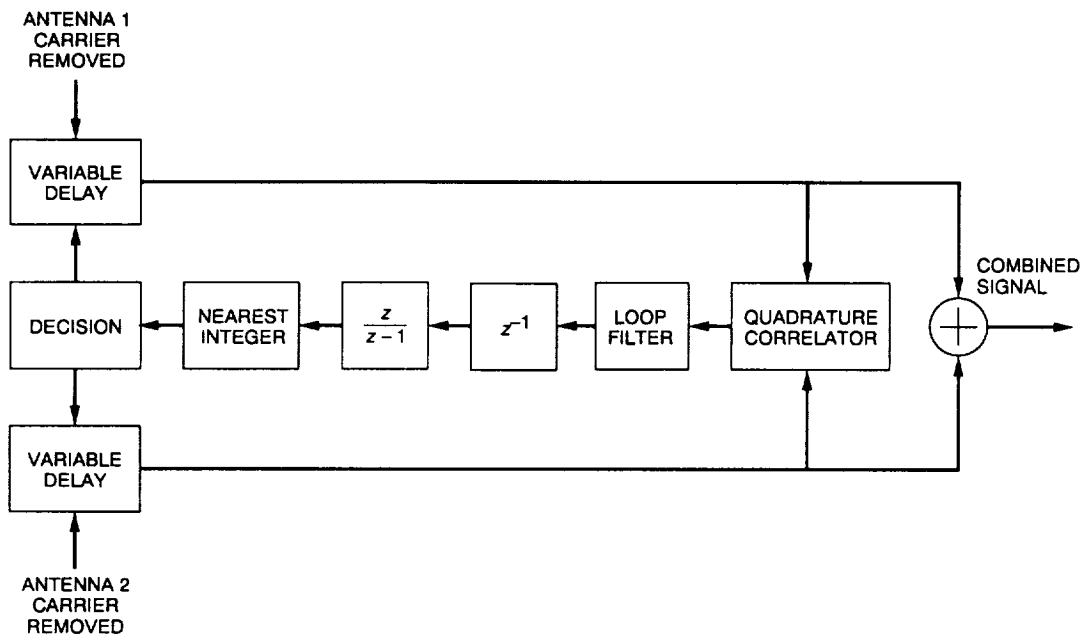 ANTENNA 1
CARRIER
REMOVED
VARIABLE
DELAY
COMBINED
SIGNAL
DECISION
NEAREST
INTEGER
z
z – 1
z–1
LOOP
FILTER
QUADRATURE
CORRELATOR
+
VARIABLE
DELAY
ANTENNA 2
CARRIER
REMOVED